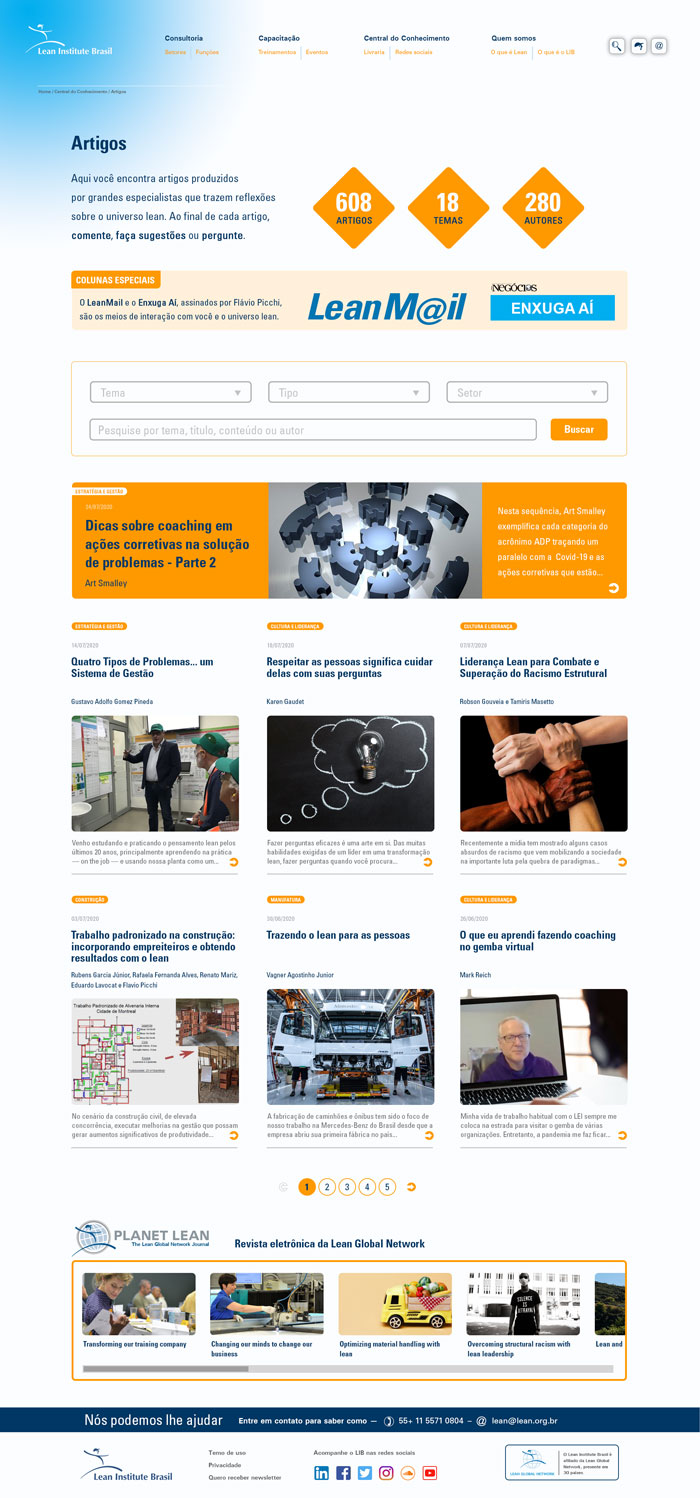 Lean Institute Brasil
Consultoria
Setores | Funções
Capacitação
Treinamentos | Eventos
Central do Conhecimento
Livraria | Redes sociais
Quem somos
O que é Lean | O que é o LIB
Home / Central do Conhecimento / Artigos
Artigos
Aqui você encontra artigos produzidos
por grandes especialistas que trazem reflexões
sobre o universo lean. Ao final de cada artigo,
comente, faça sugestões ou pergunte.
608
ARTIGOS
18
TEMAS
280
AUTORES
COLUNAS ESPECIAIS
O LeanMail e o Enxuga Aí, assinados por Flávio Picchi,
são os meios de interação com você e o universo lean.
LeanM@il
NEGÓCIOS
ENXUGA AÍ
Tema
Tipo
Setor
Pesquise por tema, título, conteúdo ou autor
Buscar
ESTRATÉGIA E GESTÃO
Dicas sobre coaching em
ações corretivas na solução
de problemas - Parte 2
Art Smalley
Nesta sequência, Art Smalley
exemplifica cada categoria do
acrônimo ADP traçando um
paralelo com a Covid-19 e as
ações corretivas que estão...
ESTRATÉGIA E GESTÃO
14/07/2020
Quatro Tipos de Problemas... um
Sistema de Gestão
Gustavo Adolfo Gomez Pineda
Venho estudando e praticando o pensamento lean pelos
últimos 20 anos, principalmente aprendendo na prática
— on the job — e usando nossa planta como um...
CULTURA E LIDERANÇA
10/07/2020
Respeitar as pessoas significa cuidar
delas com suas perguntas
Karen Gaudet
Fazer perguntas eficazes é uma arte em si. Das muitas
habilidades exigidas de um líder em uma transformação
lean, fazer perguntas quando você procura...
CULTURA E LIDERANÇA
07/07/2020
Liderança Lean para Combate e
Superação do Racismo Estrutural
Robson Gouveia e Tamiris Masetto
Recentemente a mídia tem mostrado alguns casos
absurdos de racismo que vem mobilizando a sociedade
na importante luta pela quebra de paradigmas...
CONSTRUÇÃO
03/07/2020
Trabalho padronizado na construção:
incorporando empreiteiros e obtendo
resultados com o lean
Rubens Garcia Júnior, Rafaela Fernanda Alves, Renato Mariz,
Eduardo Lavocat e Flavio Picchi
Trabalho Padronizado de Alvenaria Interna
Cidade de Montreal
No cenário da construção civil, de elevada
concorrência, executar melhorias na gestão que possam
gerar aumentos significativos de produtividade...
MANUFATURA
30/06/2020
Trazendo o lean para as pessoas
Vagner Agostinho Junior
A fabricação de caminhões e ônibus tem sido o foco de
nosso trabalho na Mercedes-Benz do Brasil desde que a
empresa abriu sua primeira fábrica no país...
CULTURA E LIDERANÇA
30/06/2020
O que eu aprendi fazendo coaching
no gemba virtual
Mark Reich
Minha vida de trabalho habitual com o LEI sempre me
coloca na estrada para visitar o gemba de várias
organizações. Entretanto, a pandemia me faz ficar...
1 2 3 4 5
PLANET LEAN
The Lean Global Network Journal
Revista eletrônica da Lean Global Network
SILENCE
IS
BETRAYAL
Transforming our training company
Changing our minds to change our
business
Optimizing material handling with
lean
Overcoming structural racism with
lean leadership
Lean and
Nós podemos lhe ajudar
Entre em contato para saber como — 55+ 11 5571 0804 – @ lean@lean.org.br
Lean Institute Brasil
Termo de uso
Privacidade
Quero receber newsletter
Acompanhe o LIB nas redes sociais
LEAN GLOBAL NETWORK
O Lean Institute Brasil é
afiliado da Lean Global
Network, presente em
30 países